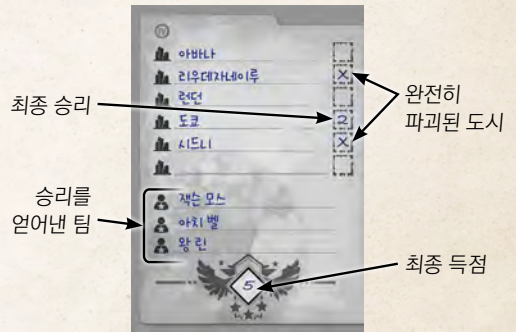 IV
아바나
리우데자네이루 X
런던
도쿄 2
시드니 X
잭슨 모스
아치 벨
왕 린
5
최종 승리
승리를
얻어낸 팀
완전히
파괴된 도시
최종 득점